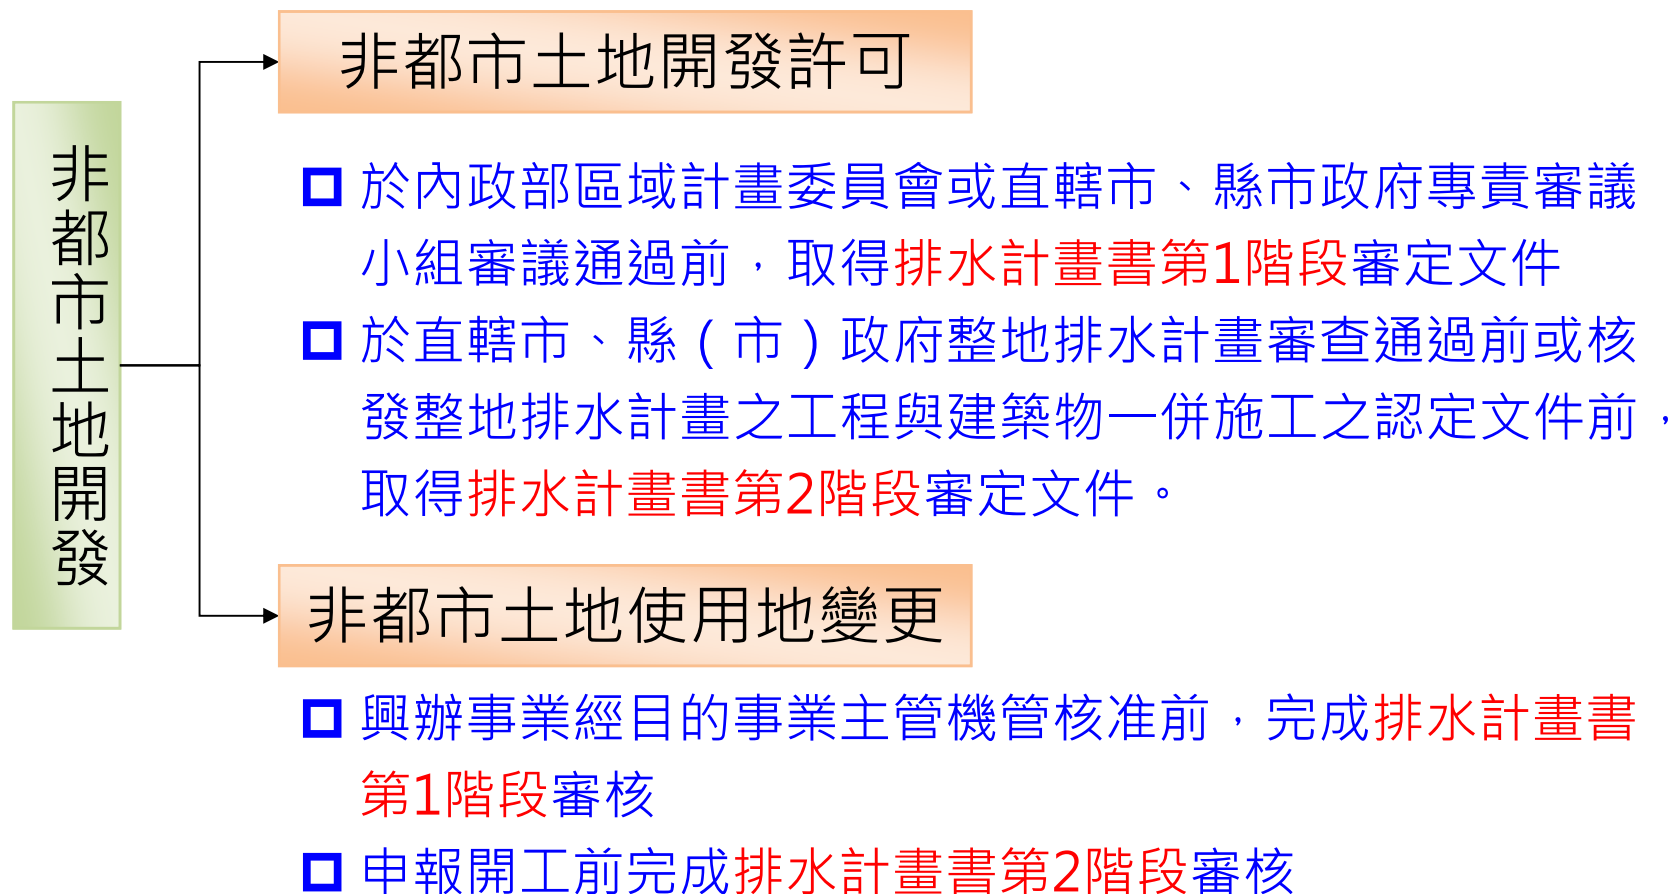 非都市土地開發
非都市土地開發許可
於內政部區域計畫委員會或直轄市、縣市政府專責審議
小組審議通過前，取得排水計畫書第1階段審定文件
於直轄市、縣(市)政府整地排水計畫審查通過前或核
發整地排水計畫之工程與建築物一併施工之認定文件前，
取得排水計畫書第2階段審定文件。
非都市土地使用地變更
興辦事業經目的事業主管機管核准前，完成排水計畫書
第1階段審核
申報開工前完成排水計畫書第2階段審核